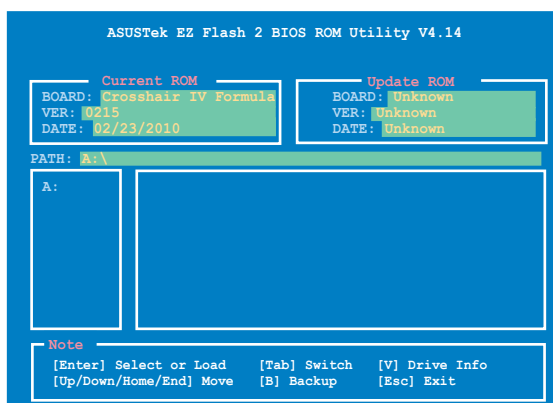 ASUSTek EZ Flash 2 BIOS ROM Utility V4.14
Current ROM
BOARD: Crosshair IV Formula
VER: 0215
DATE: 02/23/2010
Update ROM
BOARD: Unknown
VER: Unknown
DATE: Unknown
PATH: A:\
A:
Note
[Enter] Select or Load [Tab] Switch [V] Drive Info
[Up/Down/Home/End] Move [B] Backup [Esc] Exit